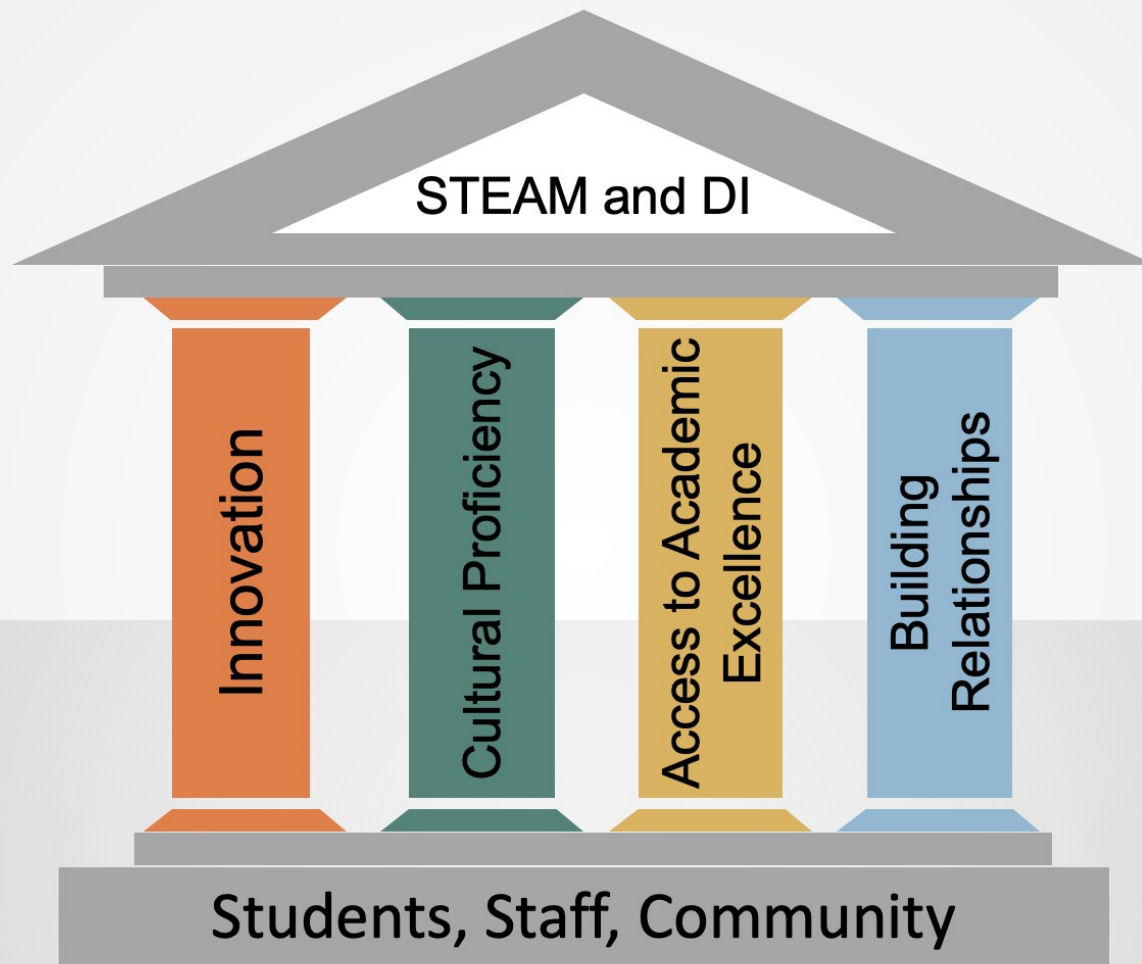 STEAM and DI
Innovation
Cultural Proficiency
Access to Academic
Excellence
Building
Relationships
Students, Staff, Community